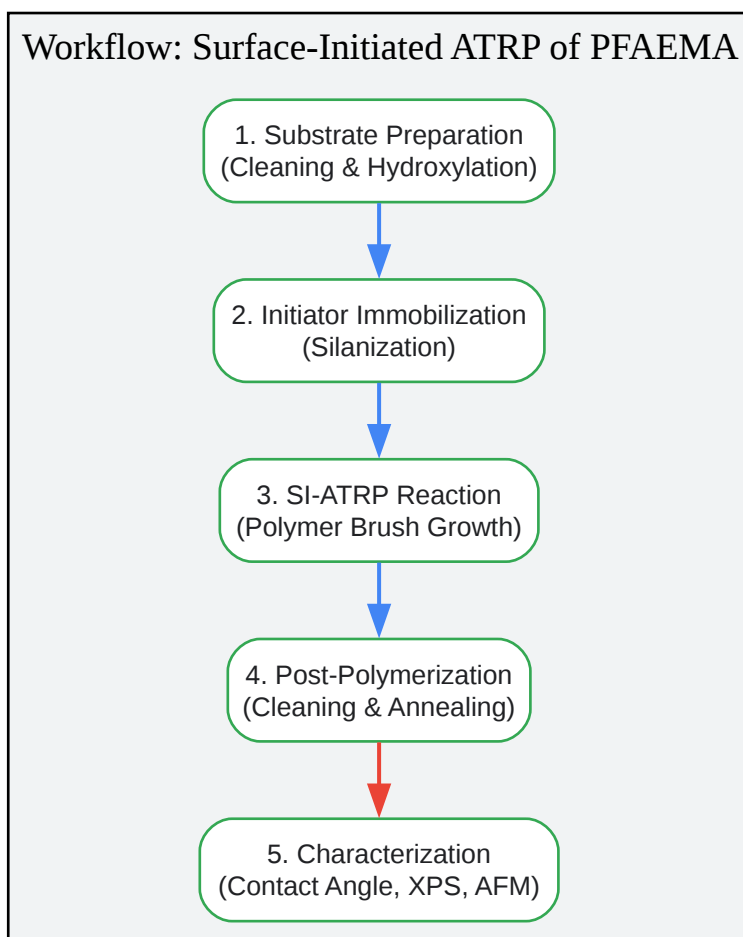 Workflow: Surface-Initiated ATRP of PFAEMA
1. Substrate Preparation
(Cleaning & Hydroxylation)
2. Initiator Immobilization
(Silanization)
3. SI-ATRP Reaction
(Polymer Brush Growth)
4. Post-Polymerization
(Cleaning & Annealing)
5. Characterization
(Contact Angle, XPS, AFM)